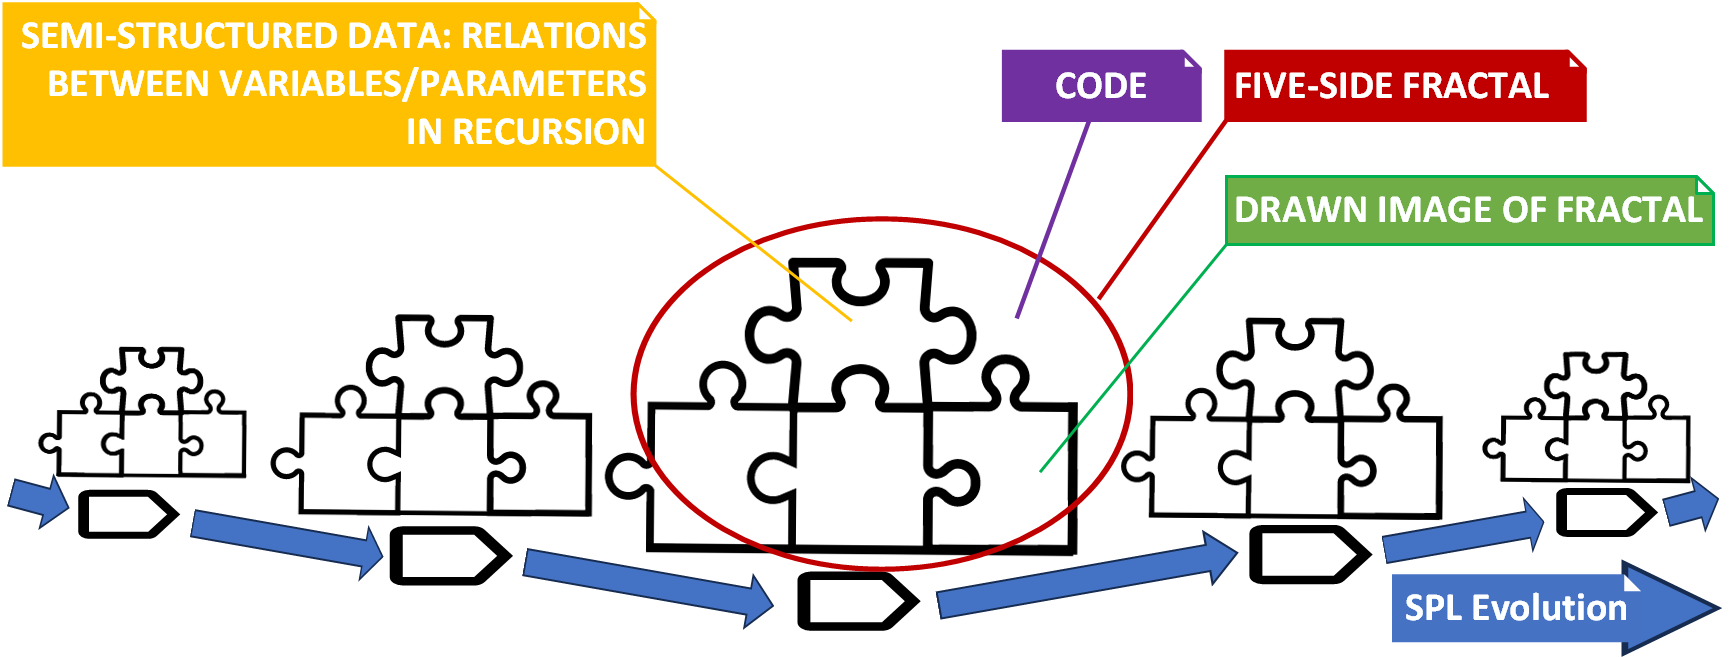 SEMI-STRUCTURED DATA: RELATIONS
BETWEEN VARIABLES/PARAMETERS
IN RECURSION
CODE
FIVE-SIDE FRACTAL
DRAWN IMAGE OF FRACTAL
SPL Evolution